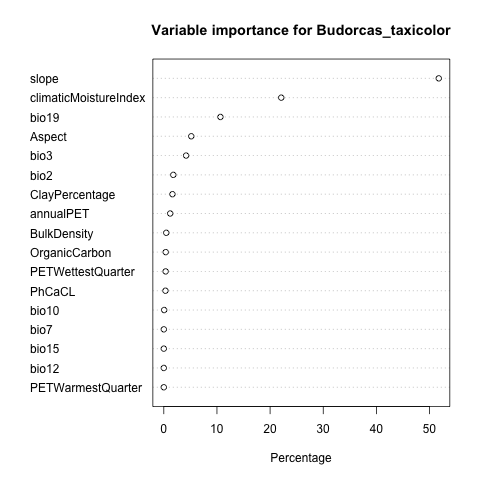 Variable importance for Budorcas_taxicolor
slope
climaticMoistureIndex
bio19
Aspect
bio3
bio2
ClayPercentage
annualPET
BulkDensity
OrganicCarbon
PETWettestQuarter
PhCaCL
bio10
bio7
bio15
bio12
PETWarmestQuarter
0 10 20 30 40 50
Percentage